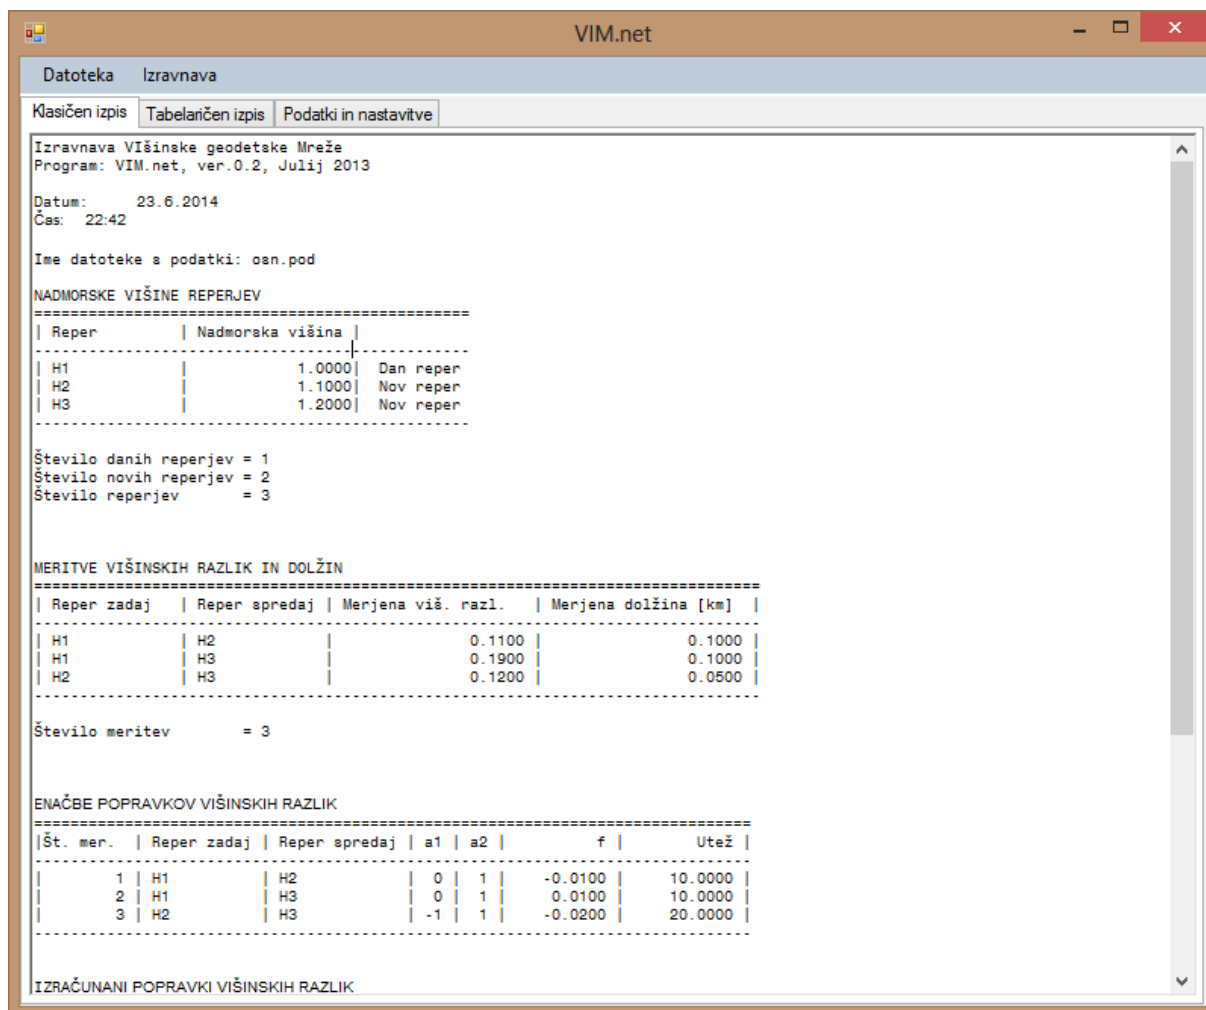 VIM.net
Datoteka Izravnava
Klasičen izpis Tabelaričen izpis Podatki in nastavitve
Izravnava VIšinske geodetske Mreže
Program: VIM.net, ver.0.2, Julij 2013
Datum: 23.6.2014
Čas: 22:42
Ime datoteke s podatki: osn.pod
NADMORSKE VIŠINE REPERJEV
================================================
| Reper | Nadmorska višina |
-----------------------------------|-------------
| H1 | 1.0000| Dan reper
| H2 | 1.1000| Nov reper
| H3 | 1.2000| Nov reper
------------------------------------------------
Število danih reperjev = 1
Število novih reperjev = 2
Število reperjev = 3
MERITVE VIŠINSKIH RAZLIK IN DOLŽIN
================================================================================
| Reper zadaj | Reper spredaj | Merjena viš. razl. | Merjena dolžina [km] |
--------------------------------------------------------------------------------
| H1 | H2 | 0.1100 | 0.1000 |
| H1 | H3 | 0.1900 | 0.1000 |
| H2 | H3 | 0.1200 | 0.0500 |
--------------------------------------------------------------------------------
Število meritev = 3
ENAČBE POPRAVKOV VIŠINSKIH RAZLIK
===============================================================================
|Št. mer. | Reper zadaj | Reper spredaj | a1 | a2 | f | Utež |
-------------------------------------------------------------------------------
| 1 | H1 | H2 | 0 | 1 | -0.0100 | 10.0000 |
| 2 | H1 | H3 | 0 | 1 | 0.0100 | 10.0000 |
| 3 | H2 | H3 | -1 | 1 | -0.0200 | 20.0000 |
-------------------------------------------------------------------------------
IZRAČUNANI POPRAVKI VIŠINSKIH RAZLIK